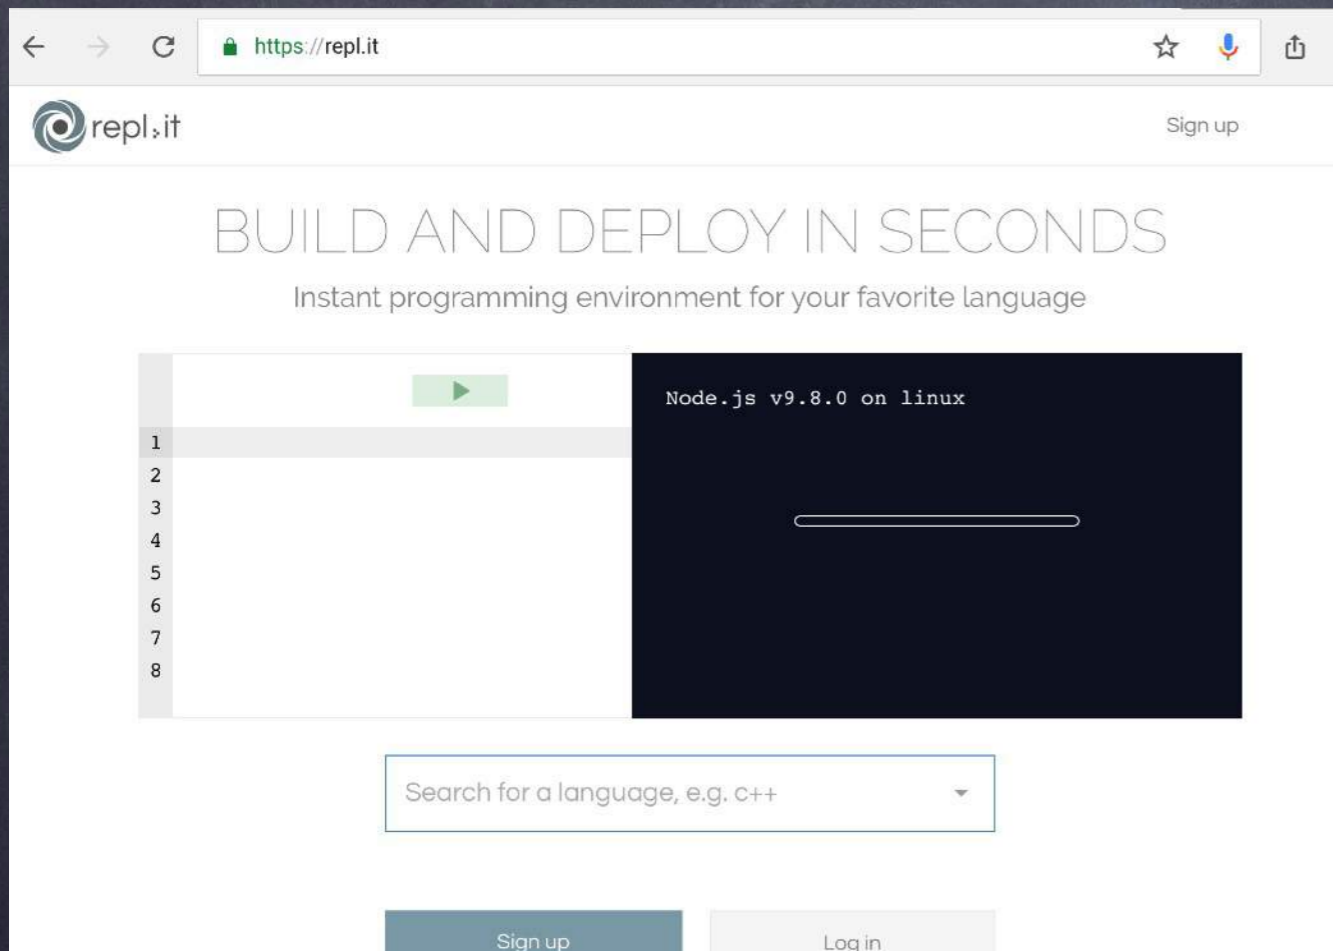 https://repl.it
repl.it
Sign up
BUILD AND DEPLOY IN SECONDS
Instant programming environment for your favorite language
Node.js v9.8.0 on linux
1
2
3
4
5
6
7
8
Search for a language, e.g. c++
Sign up
Log in